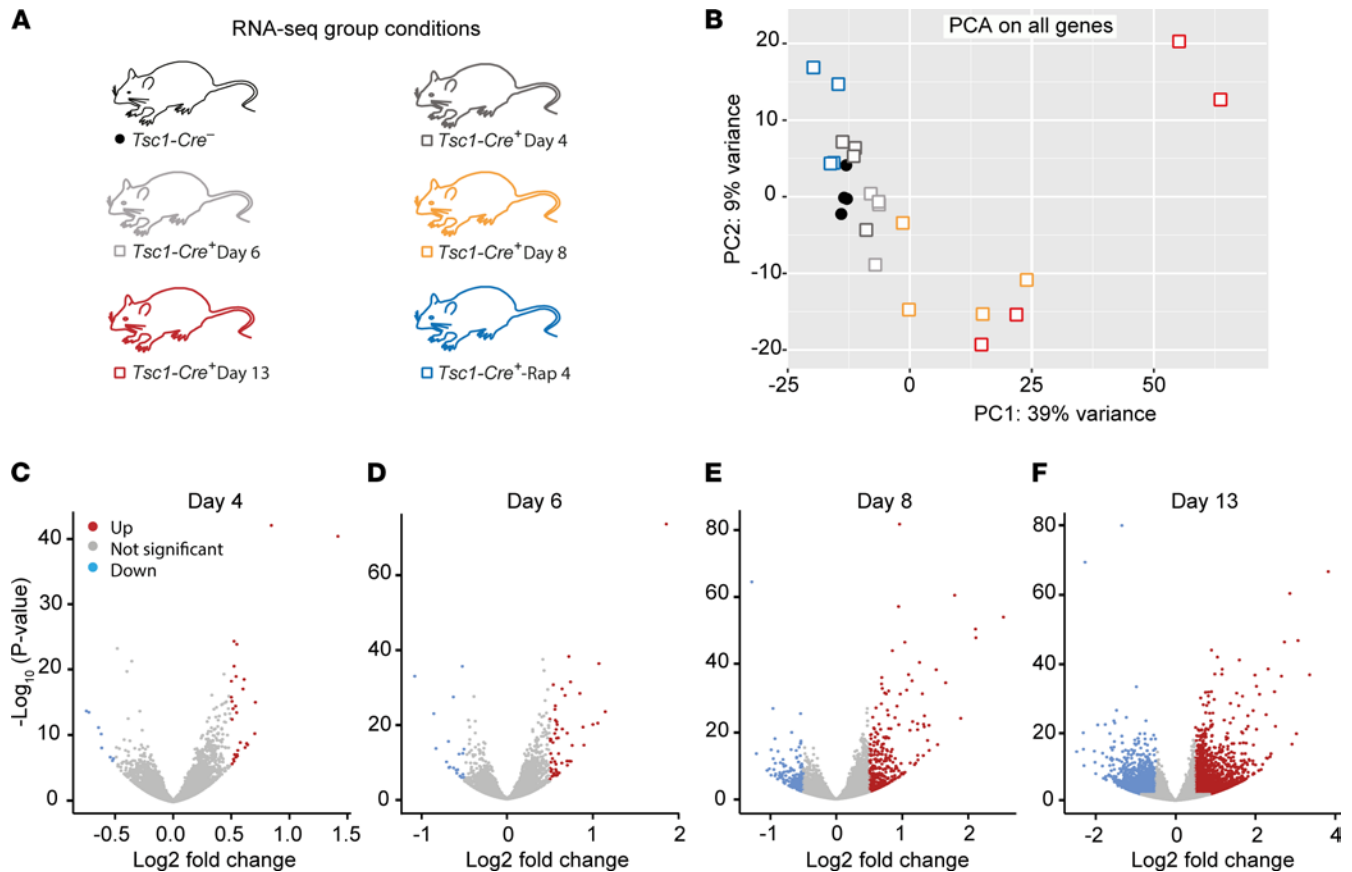 A
RNA-seq group conditions
Tsc1-Cre⁻
Tsc1-Cre⁺ Day 4
Tsc1-Cre⁺ Day 6
Tsc1-Cre⁺ Day 8
Tsc1-Cre⁺ Day 13
Tsc1-Cre⁺-Rap 4
B
PCA on all genes
PC2: 9% variance
20
10
0
-10
-20
-25
0
25
50
PC1: 39% variance
C
Day 4
Up
Not significant
Down
-Log₁₀ (P-value)
40
30
20
10
0
-0.5
0.0
0.5
1.0
1.5
Log2 fold change
D
Day 6
60
40
20
0
-1
0
1
2
Log2 fold change
E
Day 8
80
60
40
20
0
-1
0
1
2
Log2 fold change
F
Day 13
80
60
40
20
0
-2
0
2
4
Log2 fold change